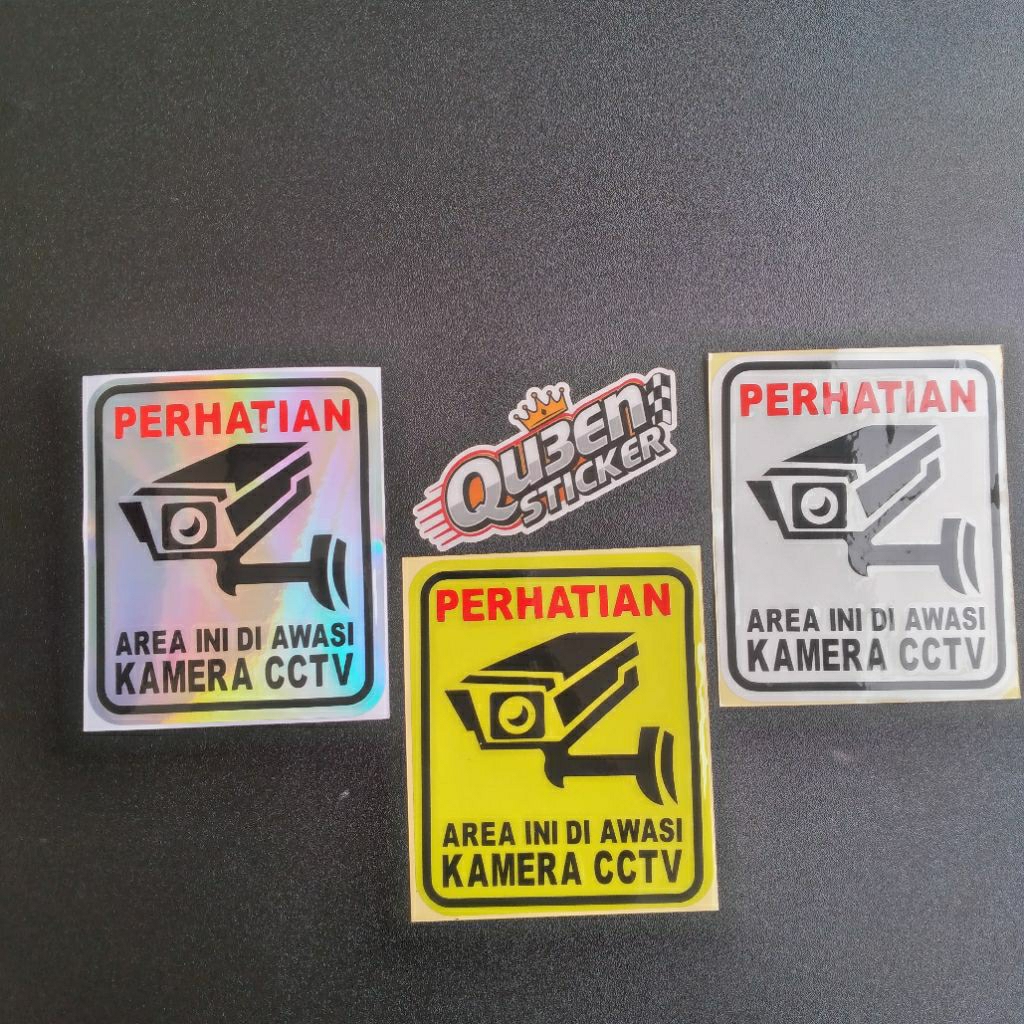 PERHATIAN
AREA INI DI AWASI
KAMERA CCTV
QU3EN
STICKER
PERHATIAN
AREA INI DI AWASI
KAMERA CCTV
PERHATIAN
AREA INI DI AWASI
KAMERA CCTV